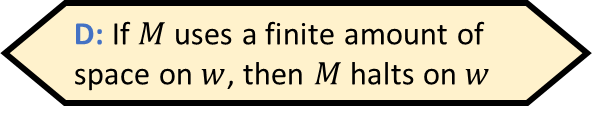 D: If M uses a finite amount of
space on w, then M halts on w